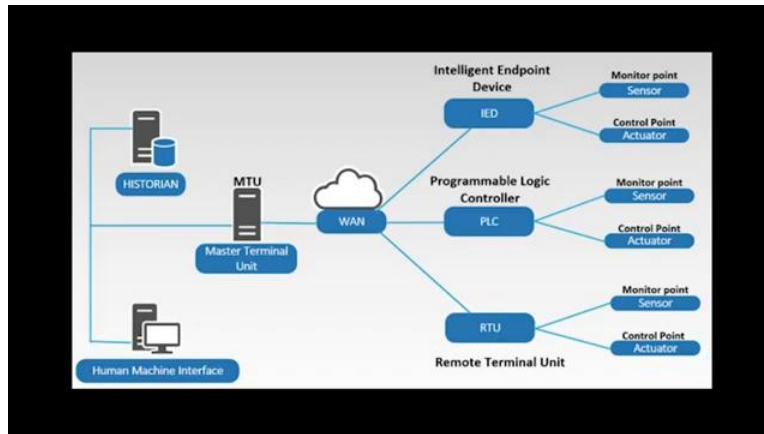 Intelligent Endpoint
Device
IED
Monitor point
Sensor
Control Point
Actuator
HISTORIAN
MTU
Master Terminal
Unit
WAN
Programmable Logic
Controller
PLC
Monitor point
Sensor
Control Point
Actuator
Human Machine Interface
RTU
Remote Terminal Unit
Monitor point
Sensor
Control Point
Actuator